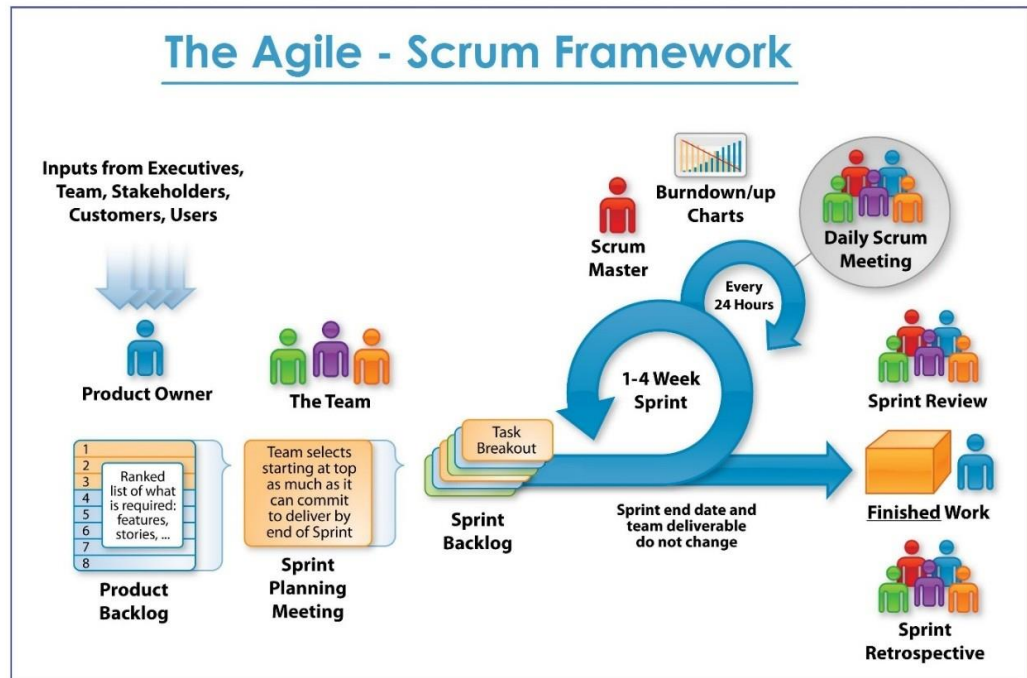 The Agile - Scrum Framework
Inputs from Executives,
Team, Stakeholders,
Customers, Users
Product Owner
The Team
1
2
3
4
5
6
7
8
Ranked
list of what
is required:
features,
stories, ...
Product
Backlog
Team selects
starting at top
as much as it
can commit
to deliver by
end of Sprint
Sprint
Planning
Meeting
Task
Breakout
Sprint
Backlog
Scrum
Master
Burndown/up
Charts
Every
24 Hours
Daily Scrum
Meeting
1-4 Week
Sprint
Sprint end date and
team deliverable
do not change
Sprint Review
Finished Work
Sprint
Retrospective